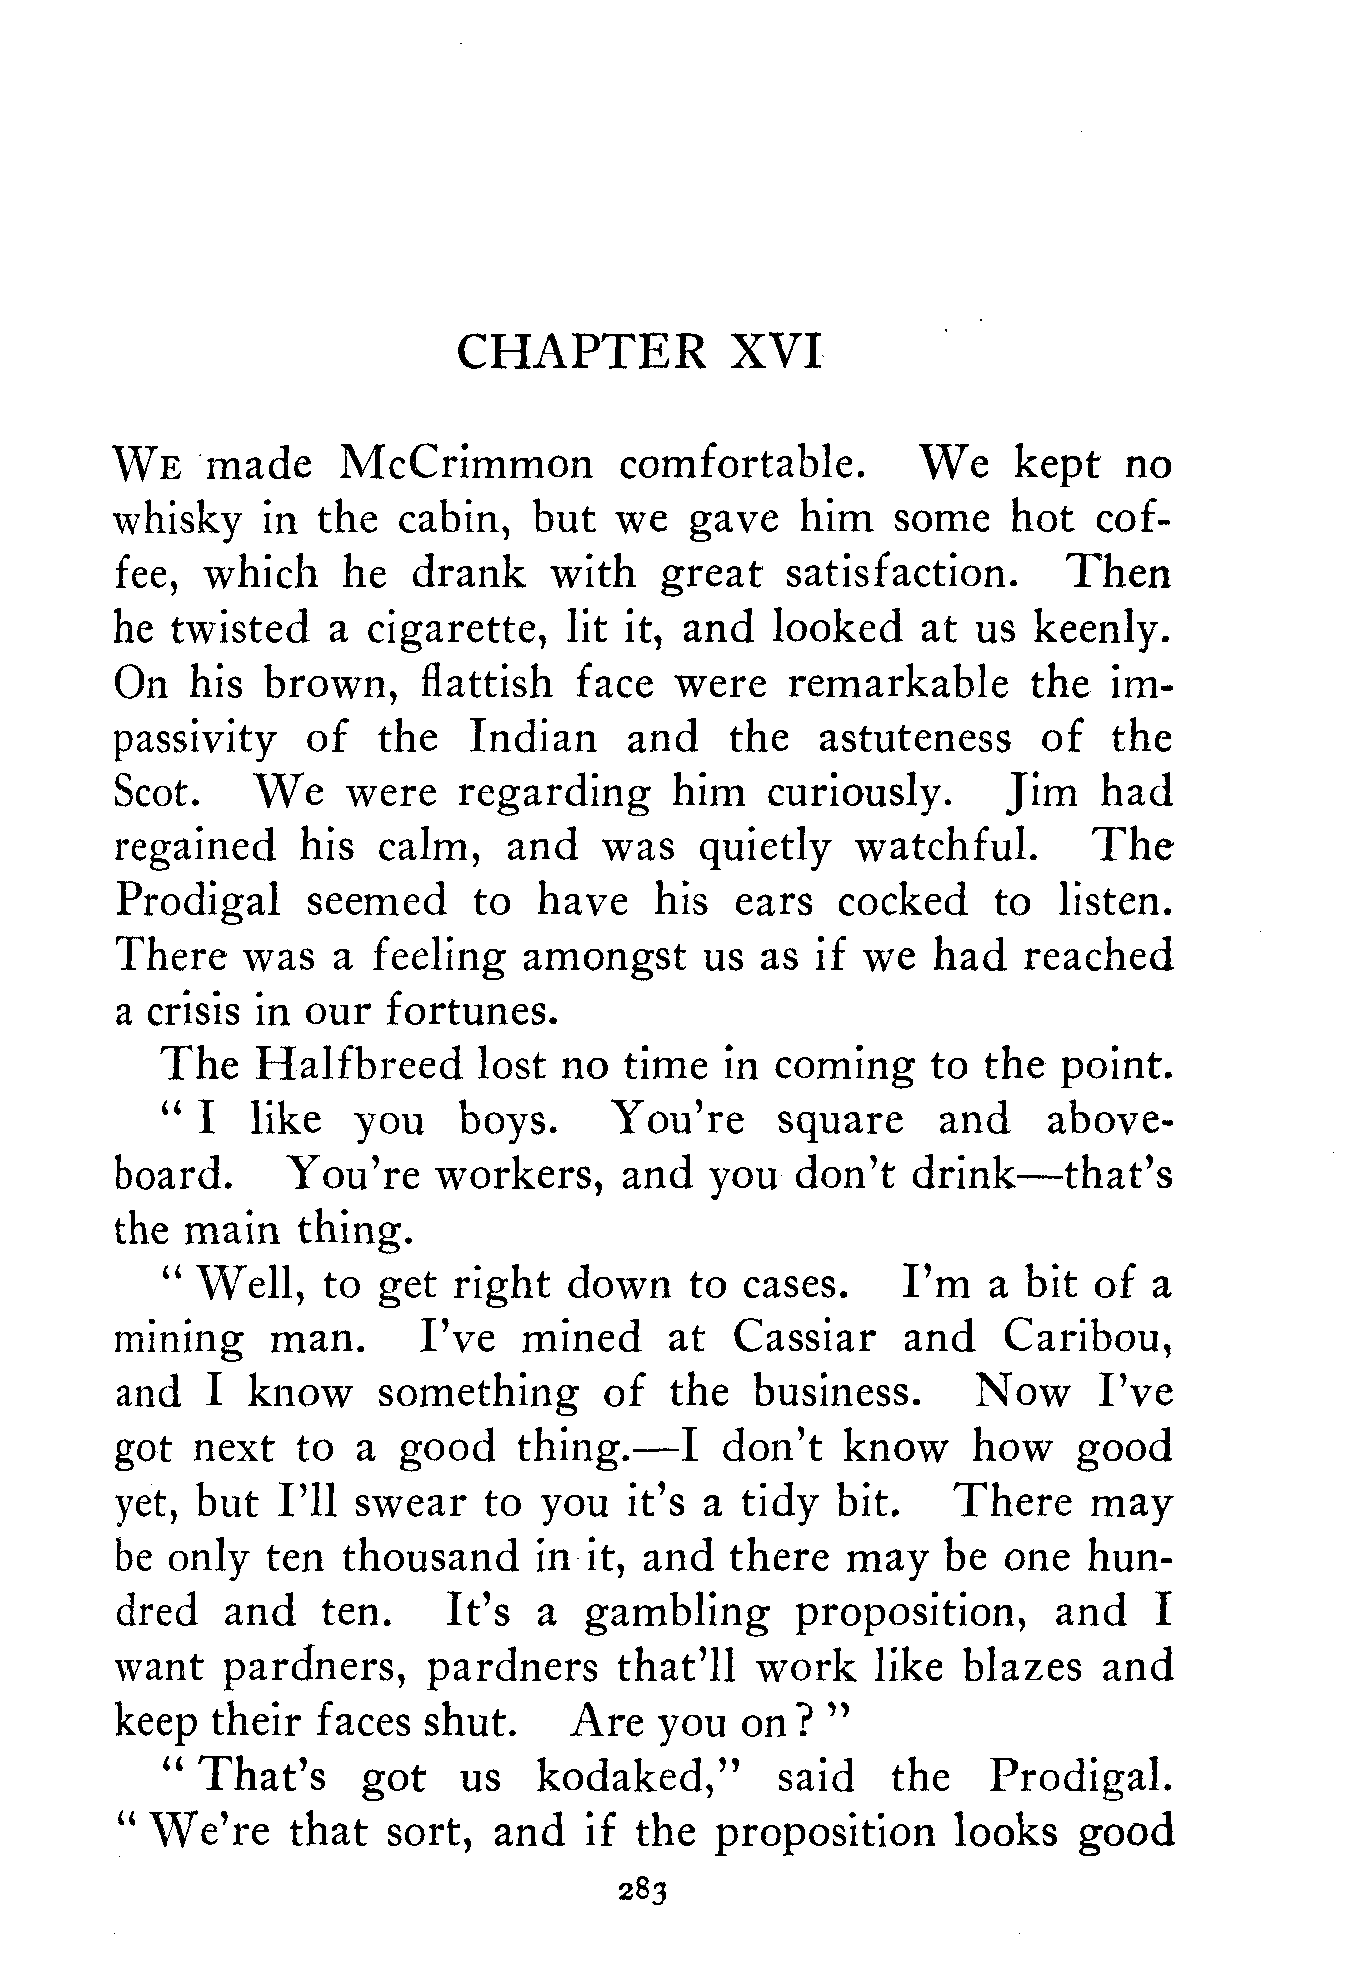 CHAPTER XVI
WE made McCrimmon comfortable. We kept no
whisky in the cabin, but we gave him some hot cof-
fee, which he drank with great satisfaction. Then
he twisted a cigarette, lit it, and looked at us keenly.
On his brown, flattish face were remarkable the im-
passivity of the Indian and the astuteness of the
Scot. We were regarding him curiously. Jim had
regained his calm, and was quietly watchful. The
Prodigal seemed to have his ears cocked to listen.
There was a feeling amongst us as if we had reached
a crisis in our fortunes.
The Halfbreed lost no time in coming to the point.
" I like you boys. You're square and above-
board. You're workers, and you don't drink—that's
the main thing.
" Well, to get right down to cases. I'm a bit of a
mining man. I've mined at Cassiar and Caribou,
and I know something of the business. Now I've
got next to a good thing.—I don't know how good
yet, but I'll swear to you it's a tidy bit. There may
be only ten thousand in it, and there may be one hun-
dred and ten. It's a gambling proposition, and I
want pardners, pardners that'll work like blazes and
keep their faces shut. Are you on? "
" That's got us kodaked," said the Prodigal.
" We're that sort, and if the proposition looks good
283